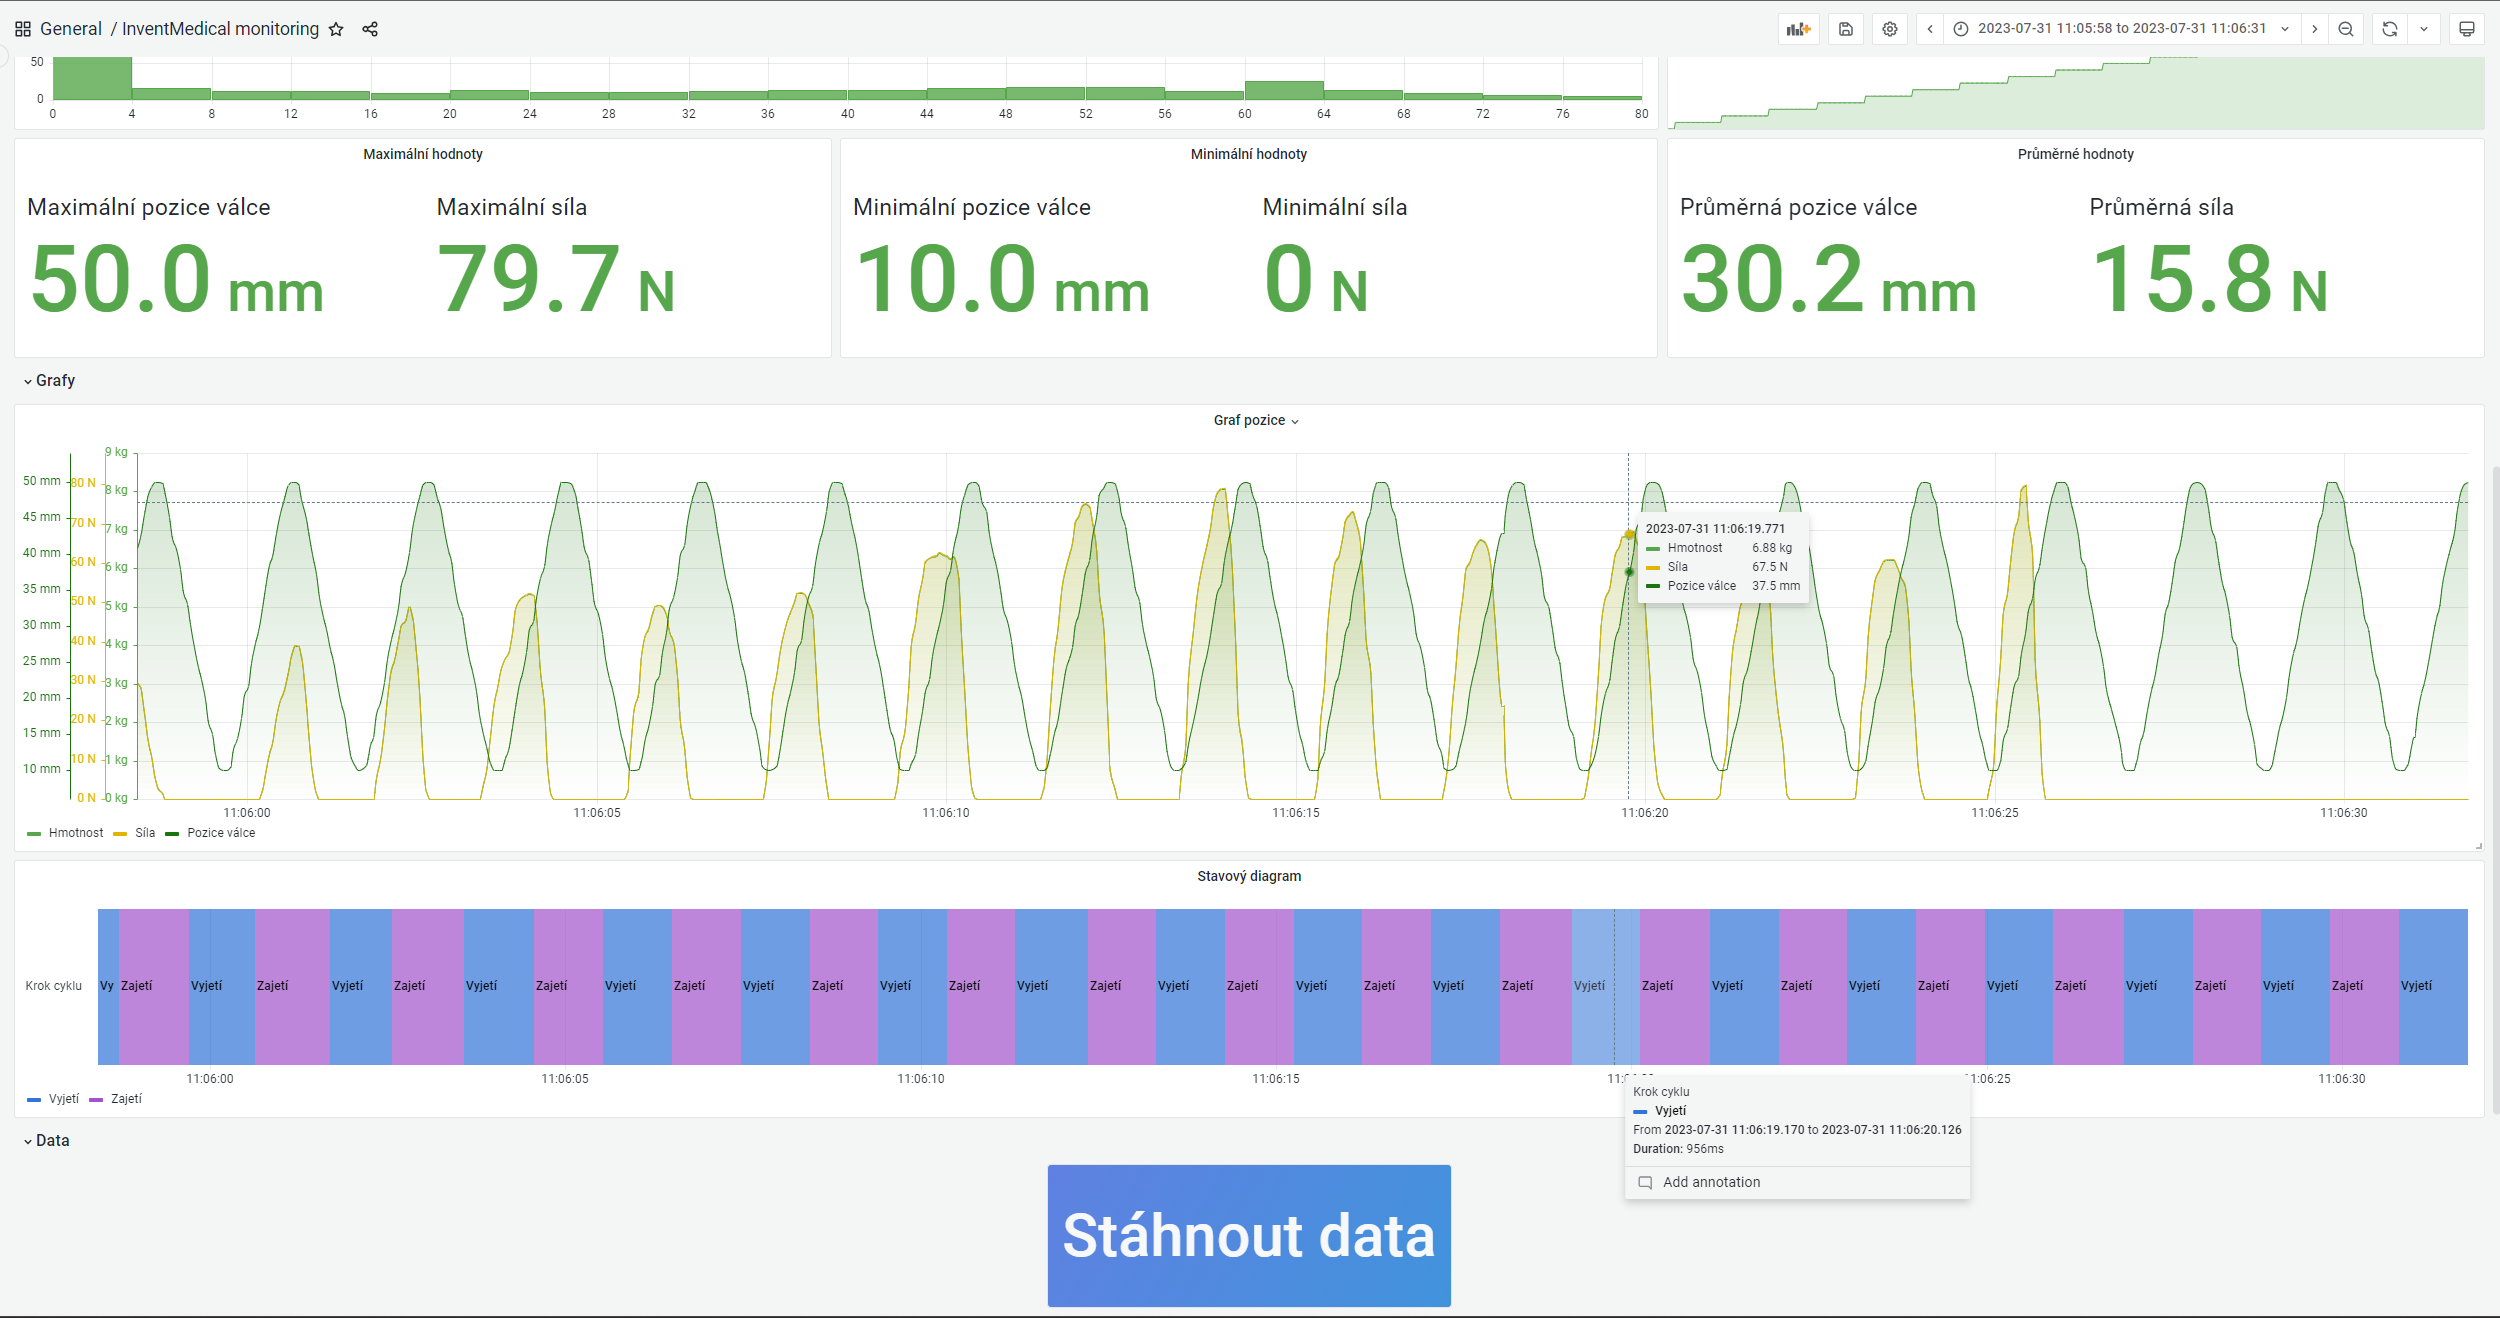 General / InventMedical monitoring
2023-07-31 11:05:58 to 2023-07-31 11:06:31
50
0
0 4 8 12 16 20 24 28 32 36 40 44 48 52 56 60 64 68 72 76 80
Maximální hodnoty
Maximální pozice válce Maximální síla
50.0 mm 79.7 N
Minimální hodnoty
Minimální pozice válce Minimální síla
10.0 mm 0 N
Průměrné hodnoty
Průměrná pozice válce Průměrná síla
30.2 mm 15.8 N
Grafy
Graf pozice
50 mm
45 mm
40 mm
35 mm
30 mm
25 mm
20 mm
15 mm
10 mm
80 N
70 N
60 N
50 N
40 N
30 N
20 N
10 N
0 N
9 kg
8 kg
7 kg
6 kg
5 kg
4 kg
3 kg
2 kg
1 kg
0 kg
2023-07-31 11:06:19.771
Hmotnost 6.88 kg
Síla 67.5 N
Pozice válce 37.5 mm
11:06:00 11:06:05 11:06:10 11:06:15 11:06:20 11:06:25 11:06:30
Hmotnost Síla Pozice válce
Stavový diagram
Krok cyklu Vy Zajetí Vyjetí Zajetí Vyjetí Zajetí Vyjetí Zajetí Vyjetí Zajetí Vyjetí Zajetí Vyjetí Zajetí Vyjetí Zajetí Vyjetí Zajetí Vyjetí Zajetí Vyjetí Zajetí Vyjetí Zajetí Vyjetí Zajetí Vyjetí Zajetí Vyjetí Zajetí Vyjetí Zajetí Vyjetí Zajetí Vyjetí
11:06:00 11:06:05 11:06:10 11:06:15 11:06:25 11:06:30
Vyjetí Zajetí
Krok cyklu
Vyjetí
From 2023-07-31 11:06:19.170 to 2023-07-31 11:06:20.126
Duration: 956ms
Add annotation
Data
Stáhnout data